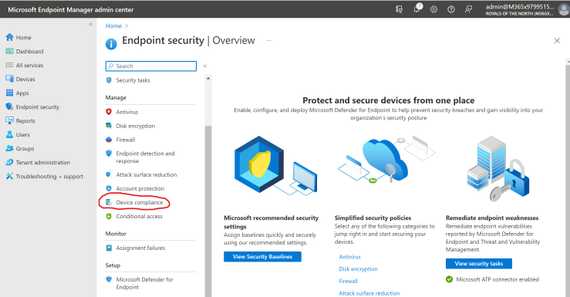 Microsoft Endpoint Manager admin center
admin@M365x9799515...
ROYALS OF THE NORTH
Home
Dashboard
All services
Devices
Apps
Endpoint security
Reports
Users
Groups
Tenant administration
Troubleshooting + support
Home >
Endpoint security | Overview
Search
Security tasks
Manage
Antivirus
Disk encryption
Firewall
Endpoint detection and
response
Attack surface reduction
Account protection
Device compliance
Conditional access
Monitor
Assignment failures
Setup
Microsoft Defender for
Endpoint
Protect and secure devices from one place
Enable, configure, and deploy Microsoft Defender for Endpoint to help prevent security breaches and gain visibility into your
organization's security posture
Microsoft recommended security
settings
Assign baselines quickly and securely
using our recommended settings.
View Security Baselines
Simplified security policies
Select any of the following categories to
jump right in and start securing your
devices.
Antivirus
Disk encryption
Firewall
Attack surface reduction
Remediate endpoint weaknesses
Remediate endpoint vulnerabilities
reported by Microsoft Defender for
Endpoint and Threat and Vulnerability
Management.
View security tasks
Microsoft ATP connector enabled